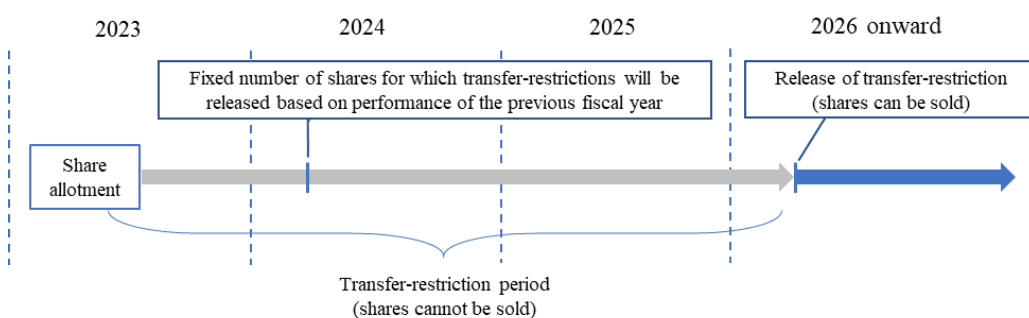 2023
2024
2025
2026 onward
Fixed number of shares for which transfer-restrictions will be
released based on performance of the previous fiscal year
Release of transfer-restriction
(shares can be sold)
Share
allotment
Transfer-restriction period
(shares cannot be sold)